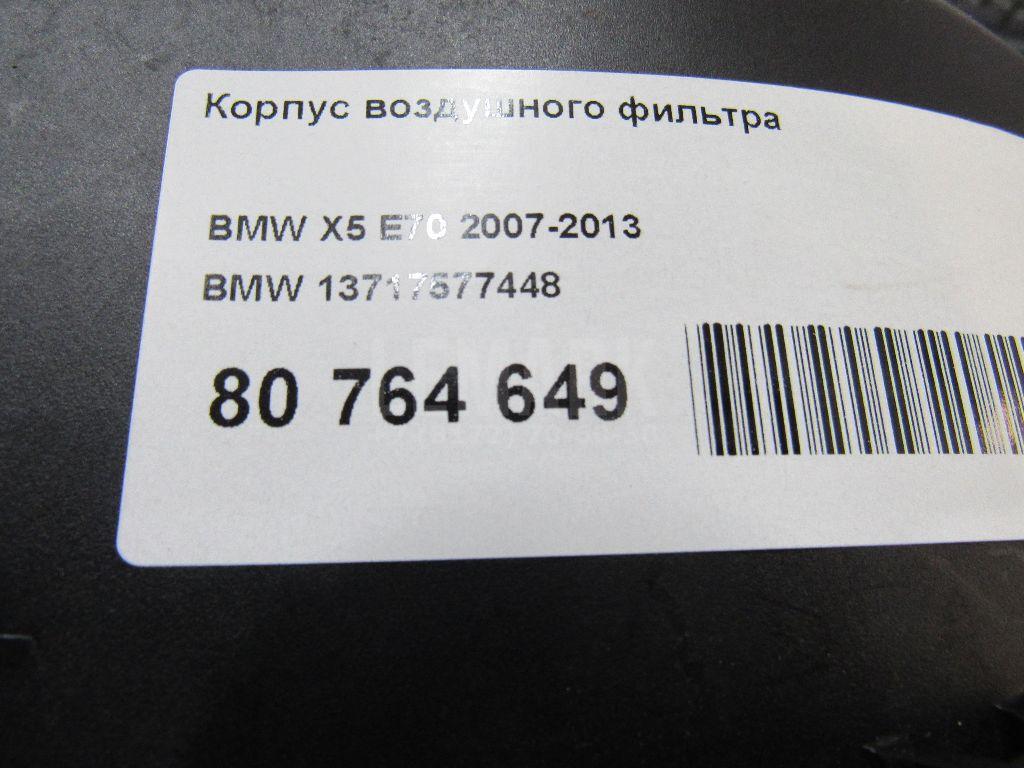 Корпус воздушного фильтра
BMW X5 E70 2007-2013
BMW 13717577448
80 764 649